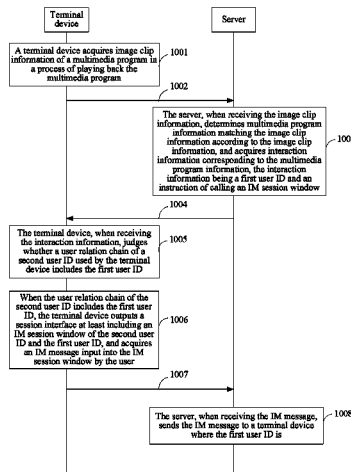 Terminal
device
Server
A terminal device acquires image clip
information of a multimedia program in a
process of playing back the
multimedia program
1001
1002
The server, when receiving the image clip
information, determines multimedia program
information matching the image clip
information according to the image clip
information, and acquires interaction
information corresponding to the multimedia
program information, the interaction
information being a first user ID and an
instruction of calling an IM session window
100
1004
The terminal device, when receiving
the interaction information, judges
whether a user relation chain of a
second user ID used by the terminal
device includes the first user ID
1005
When the user relation chain of the
second user ID includes the first user
ID, the terminal device outputs a
session interface at least including an
IM session window of the second user
ID and the first user ID, and acquires
an IM message input into the IM
session window by the user
1006
1007
The server, when receiving the IM message,
sends the IM message to a terminal device
where the first user ID is
1008